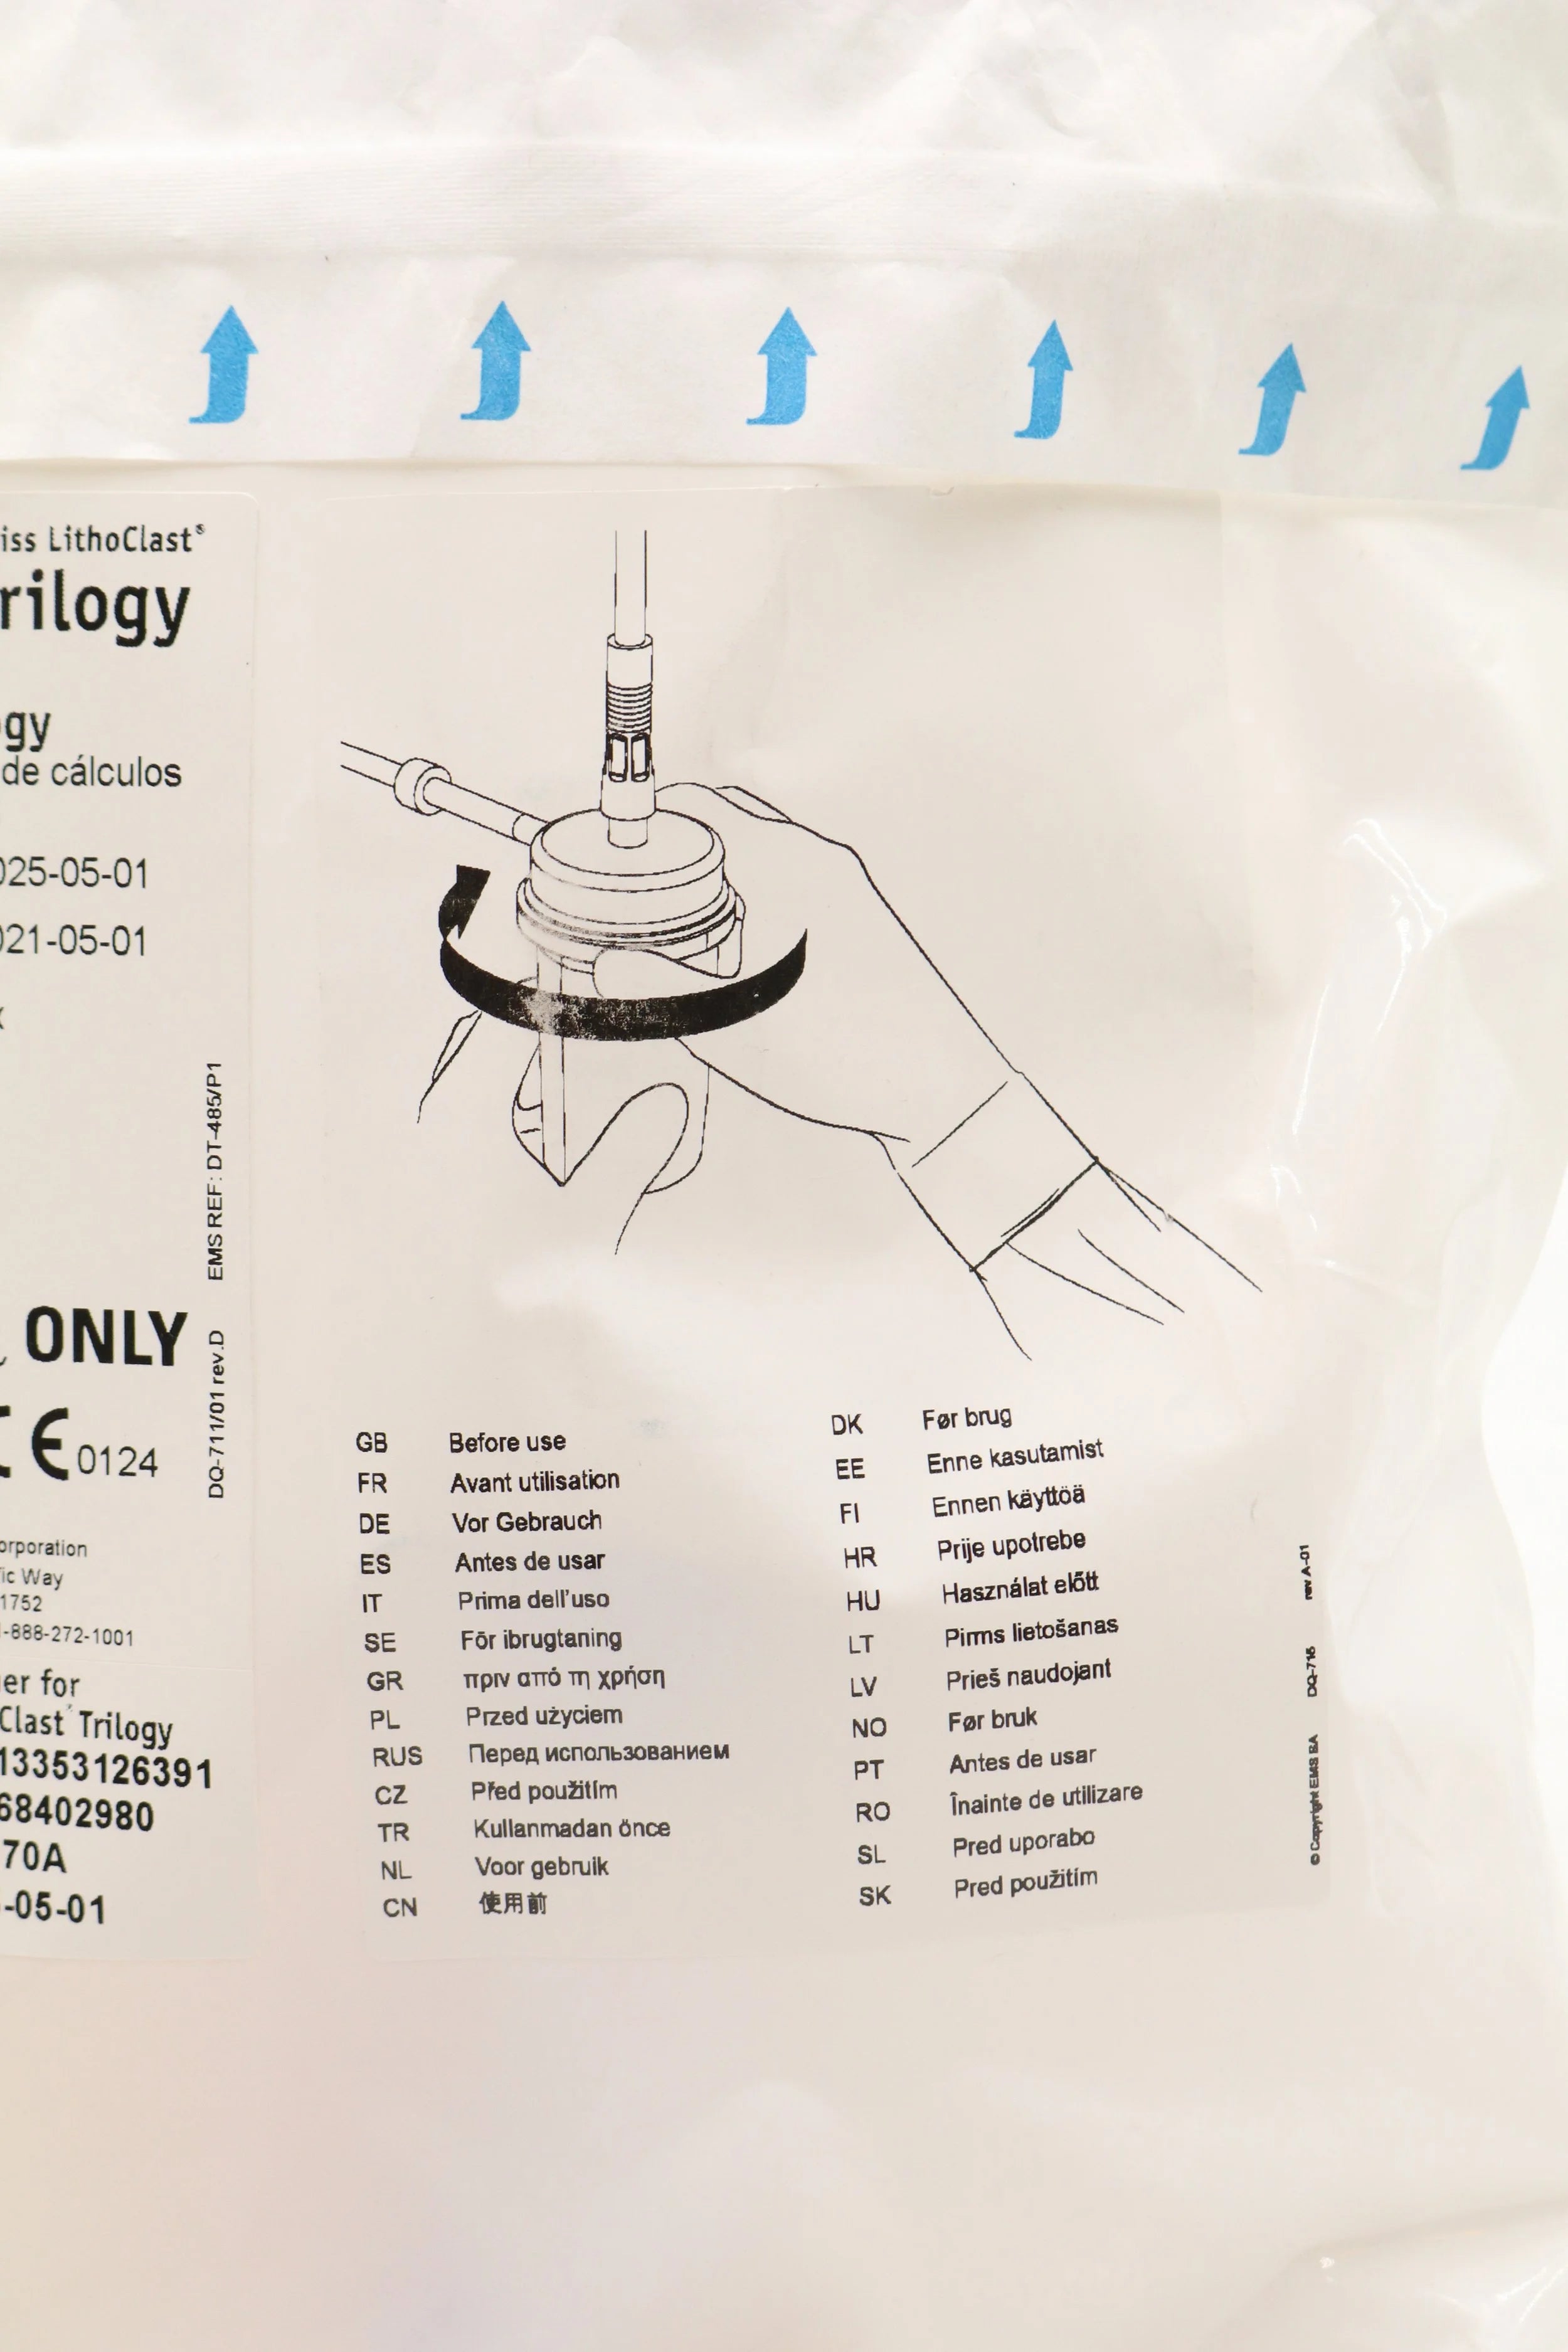 iss LithoClast®
rilogy
gy
de cálculos
025-05-01
021-05-01
EMS REF: DT-485/P1
DQ-711/01 rev.D
ONLY
CE 0124
orporation
ic Way
1752
-888-272-1001
er for
Clast Trilogy
13353126391
68402980
70A
-05-01
GB Before use
FR Avant utilisation
DE Vor Gebrauch
ES Antes de usar
IT Prima dell'uso
SE För ibrugtaning
GR πριν από τη χρήση
PL Przed użyciem
RUS Перед использованием
CZ Před použitím
TR Kullanmadan önce
NL Voor gebruik
CN 使用前
DK Før brug
EE Enne kasutamist
FI Ennen käyttöä
HR Prije upotrebe
HU Használat előtt
LT Pirms lietošanas
LV Prieš naudojant
NO Før bruk
PT Antes de usar
RO Înainte de utilizare
SL Pred uporabo
SK Pred použitím
© Copyright EMS SA DQ-716 rev A-01